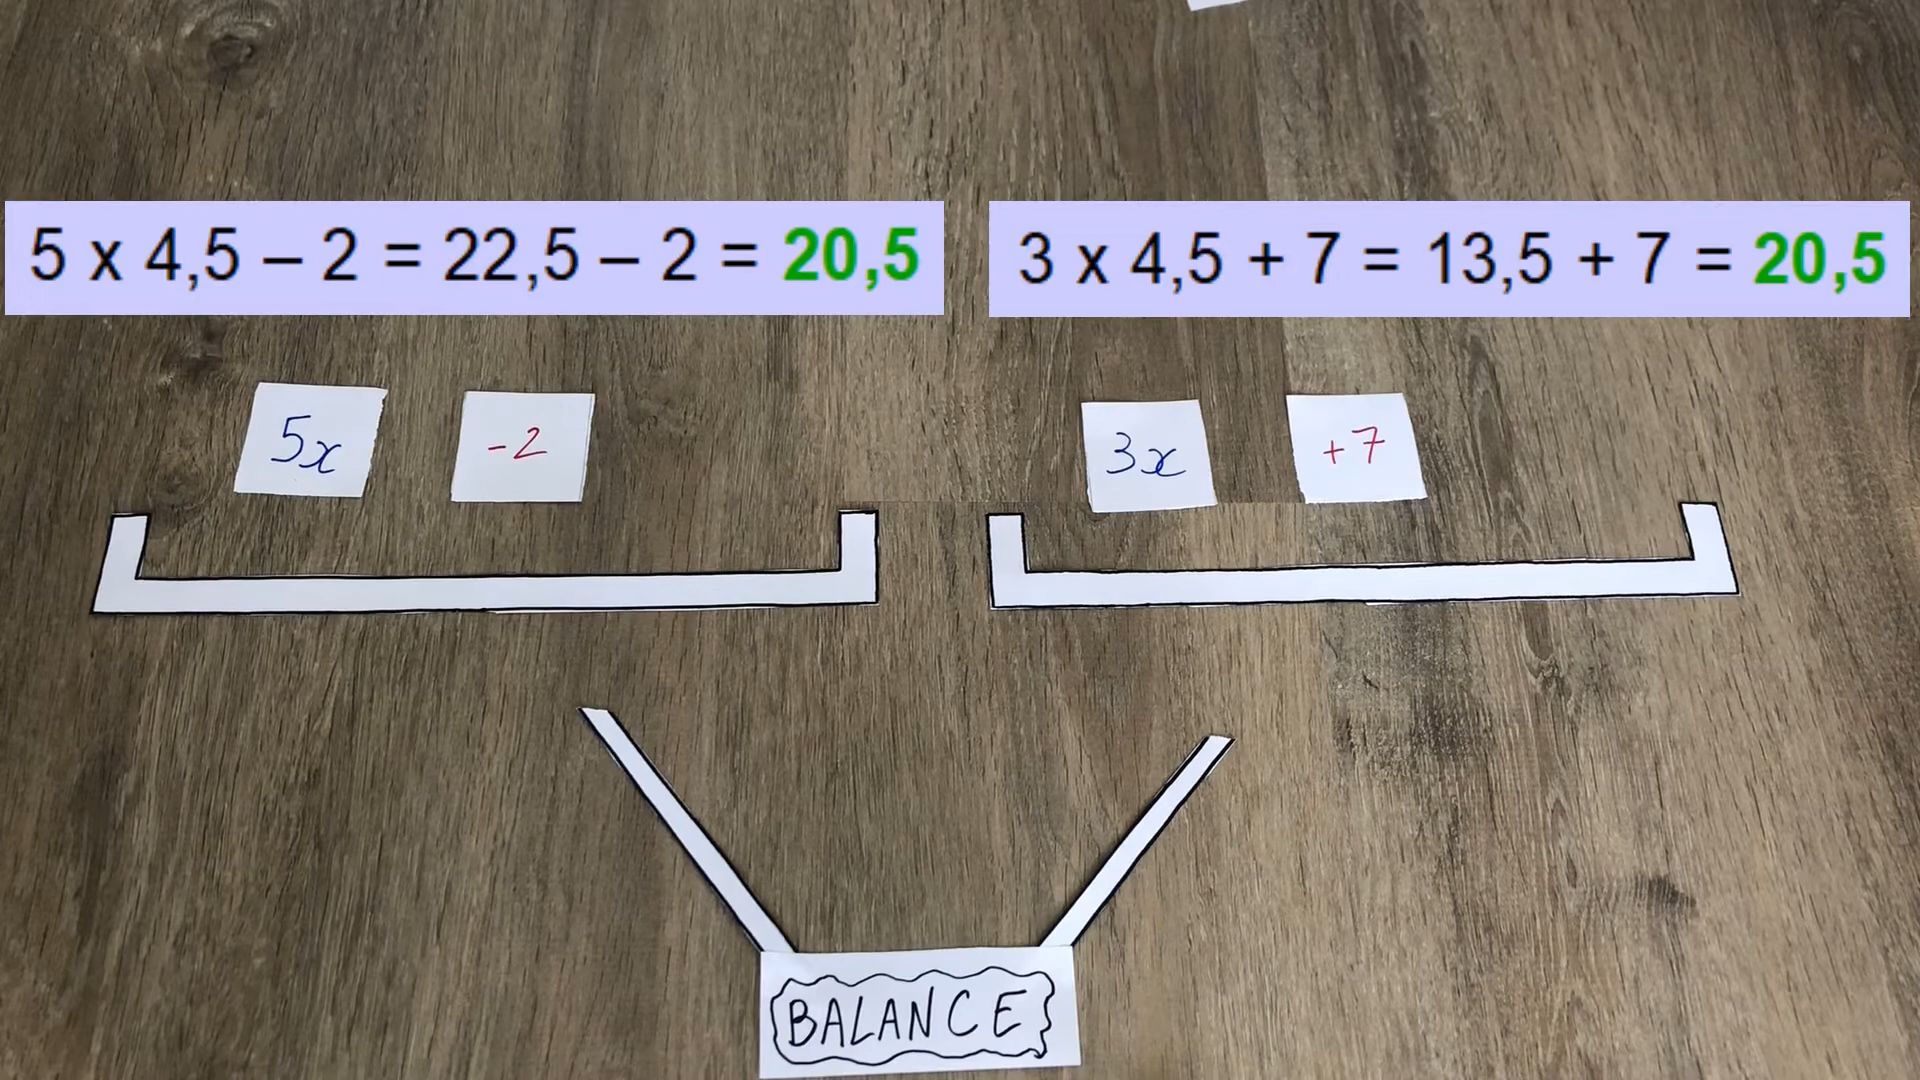 5 x 4,5 – 2 = 22,5 – 2 = 20,5
3 x 4,5 + 7 = 13,5 + 7 = 20,5
5x
-2
3x
+7
BALANCE